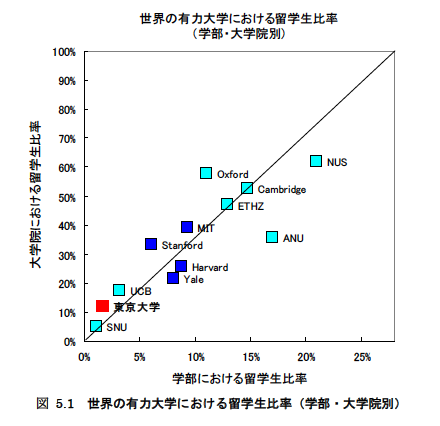 世界の有力大学における留学生比率
（学部・大学院別）
100%
90%
80%
70%
60%
50%
40%
30%
20%
10%
0%
大学院における留学生比率
NUS
Oxford
Cambridge
ETHZ
MIT
ANU
Stanford
Harvard
Yale
UCB
東京大学
SNU
0% 5% 10% 15% 20% 25%
学部における留学生比率
図 5.1 世界の有力大学における留学生比率（学部・大学院別）